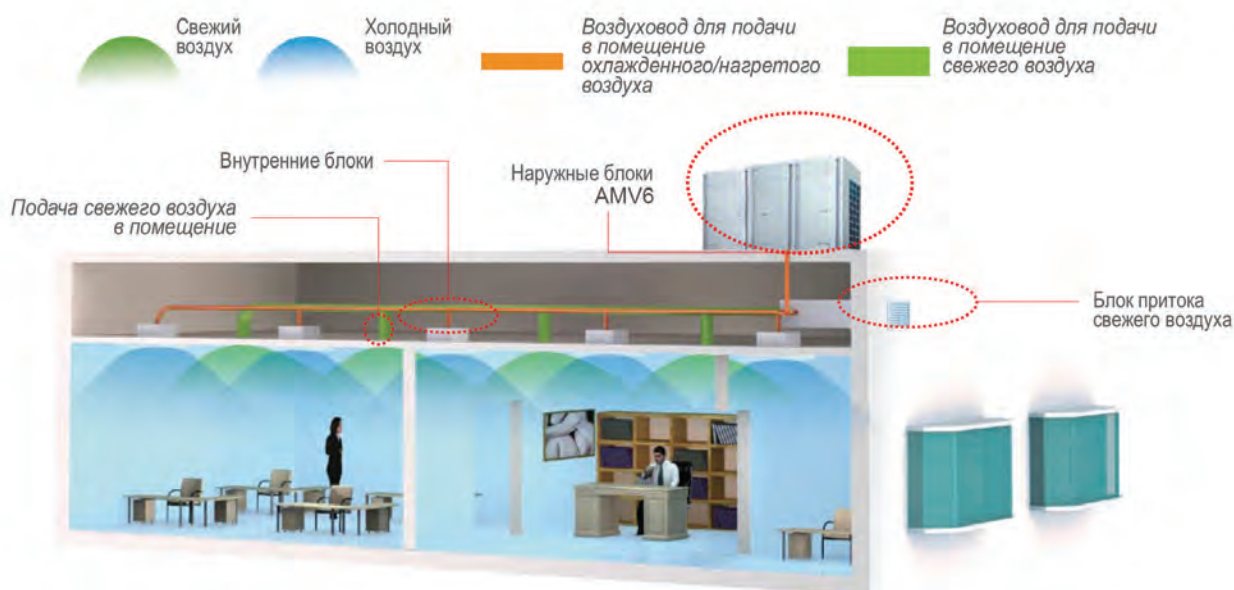 Свежий
воздух
Холодный
воздух
Воздуховод для подачи
в помещение
охлажденного/нагретого
воздуха
Воздуховод для подачи
в помещение
свежего воздуха
Внутренние блоки
Наружные блоки
AMV6
Подача свежего воздуха
в помещение
Блок притока
свежего воздуха